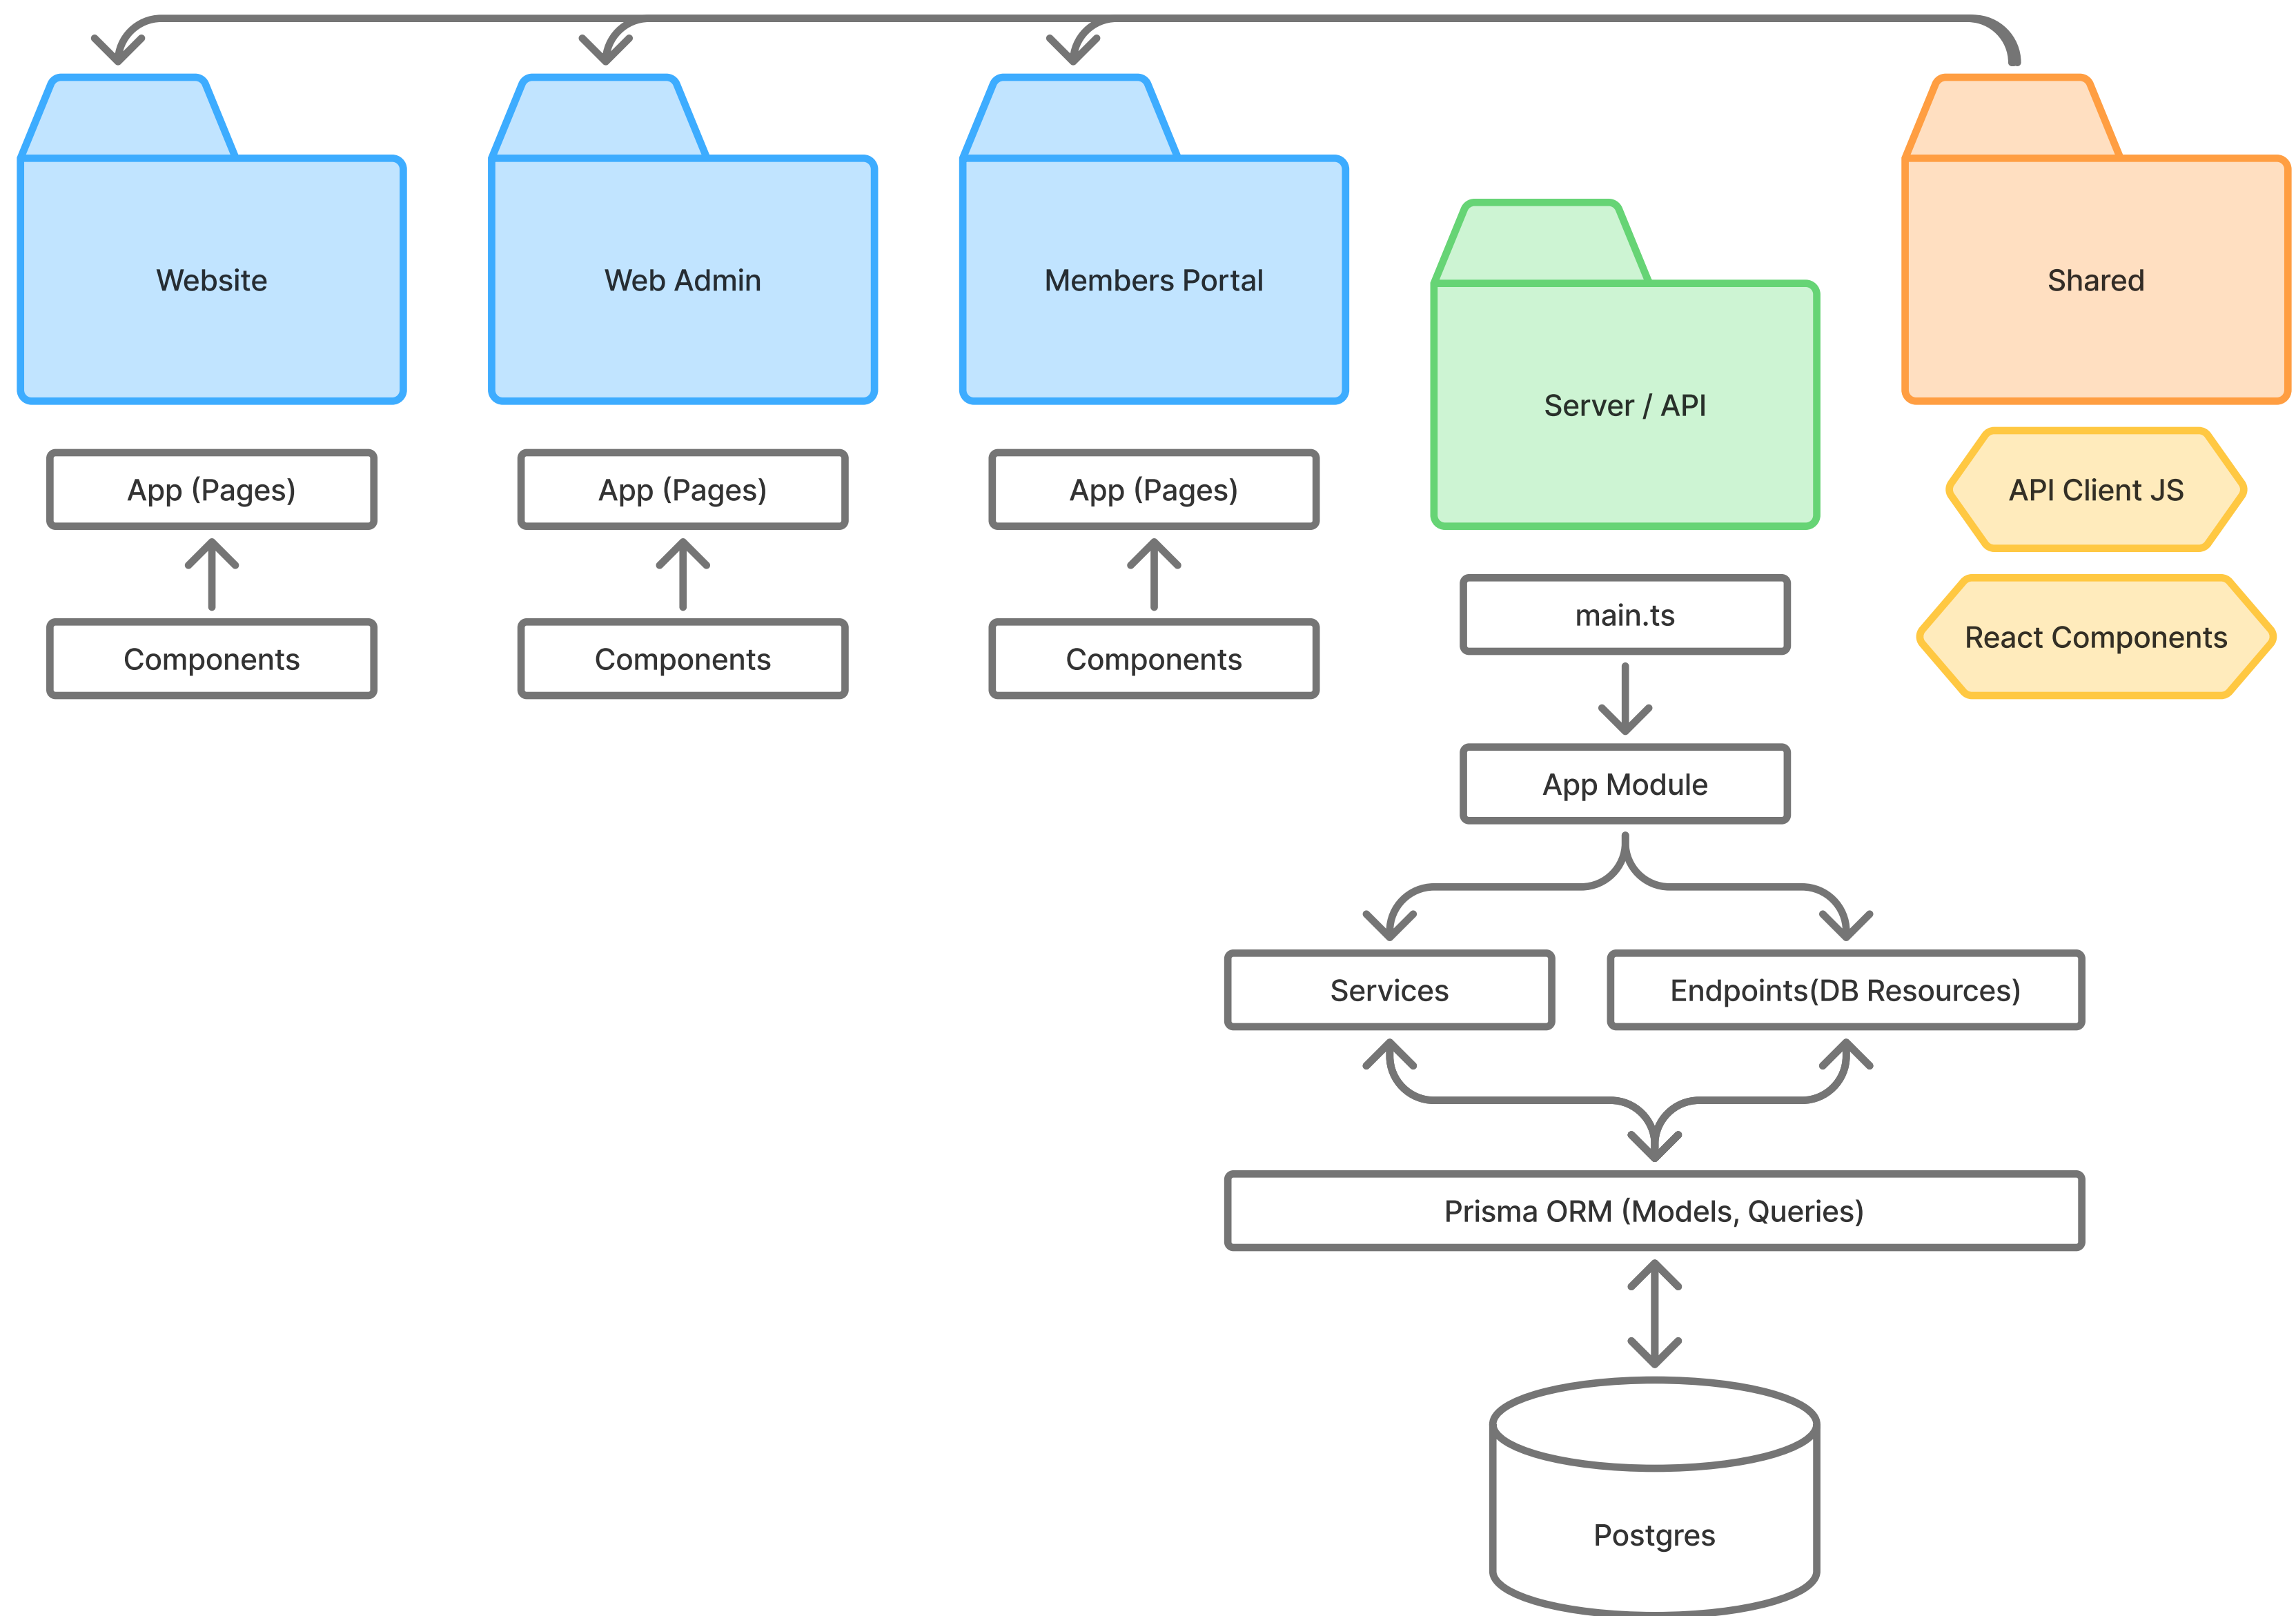 Website
Web Admin
Members Portal
Server / API
Shared
App (Pages)
App (Pages)
App (Pages)
API Client JS
Components
Components
Components
main.ts
React Components
App Module
Services
Endpoints(DB Resources)
Prisma ORM (Models, Queries)
Postgres